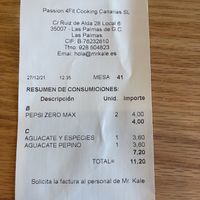 Passion 4Fit Cooking Canarias SL
C/ Ruiz de Alda 28 Local 6
35007 - Las Palmas de G.C.
Las Palmas
CIF: B-76232610
Tfno: 928 504823
Email: hola@mrkale.es
27/12/21 12:35 MESA 41
RESUMEN DE CONSUMICIONES:
Descripción Unid. Importe
B
PEPSI ZERO MAX 2 4,00
4,00
C
AGUACATE Y ESPECIES 1 3,60
AGUACATE PEPINO 1 3,60
7,20
TOTAL= 11,20
Solicita la factura al personal de Mr. Kale